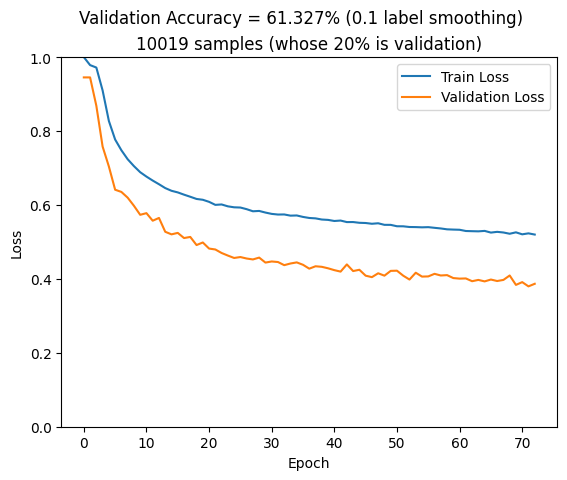 Validation Accuracy = 61.327% (0.1 label smoothing)
10019 samples (whose 20% is validation)
1.0
Train Loss
Validation Loss
0.8
0.6
Loss
0.4
0.2
0.0
0 10 20 30 40 50 60 70
Epoch